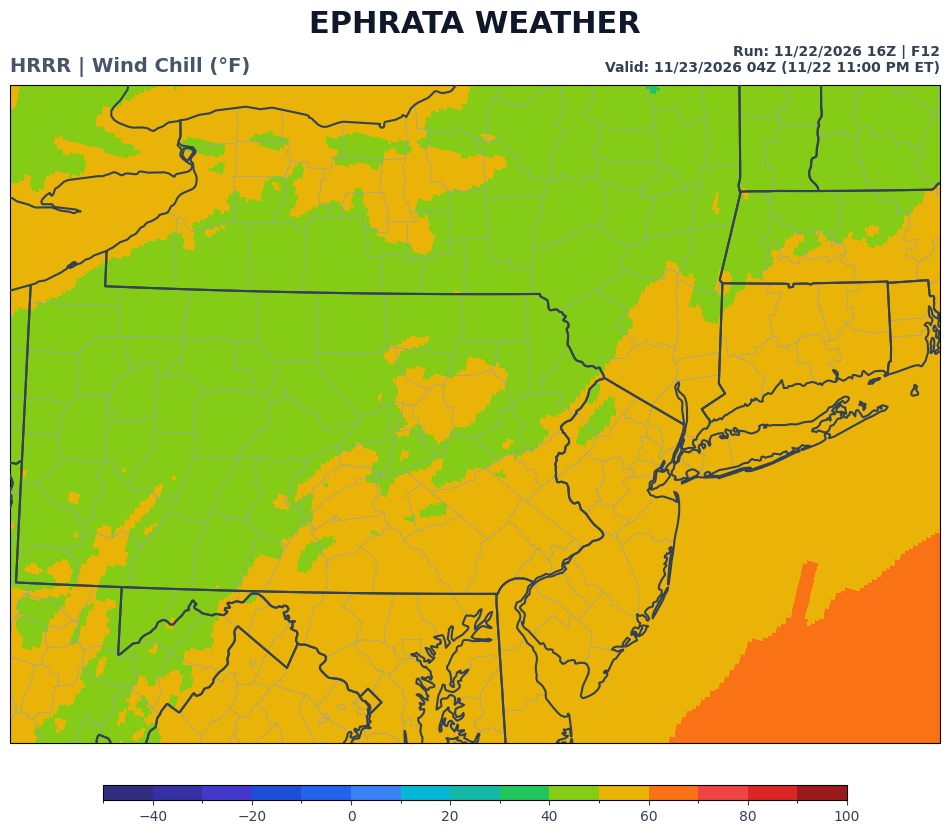 EPHRATA WEATHER
HRRR | Wind Chill (°F)
Run: 11/22/2026 16Z | F12
Valid: 11/23/2026 04Z (11/22 11:00 PM ET)
−40 −20 0 20 40 60 80 100